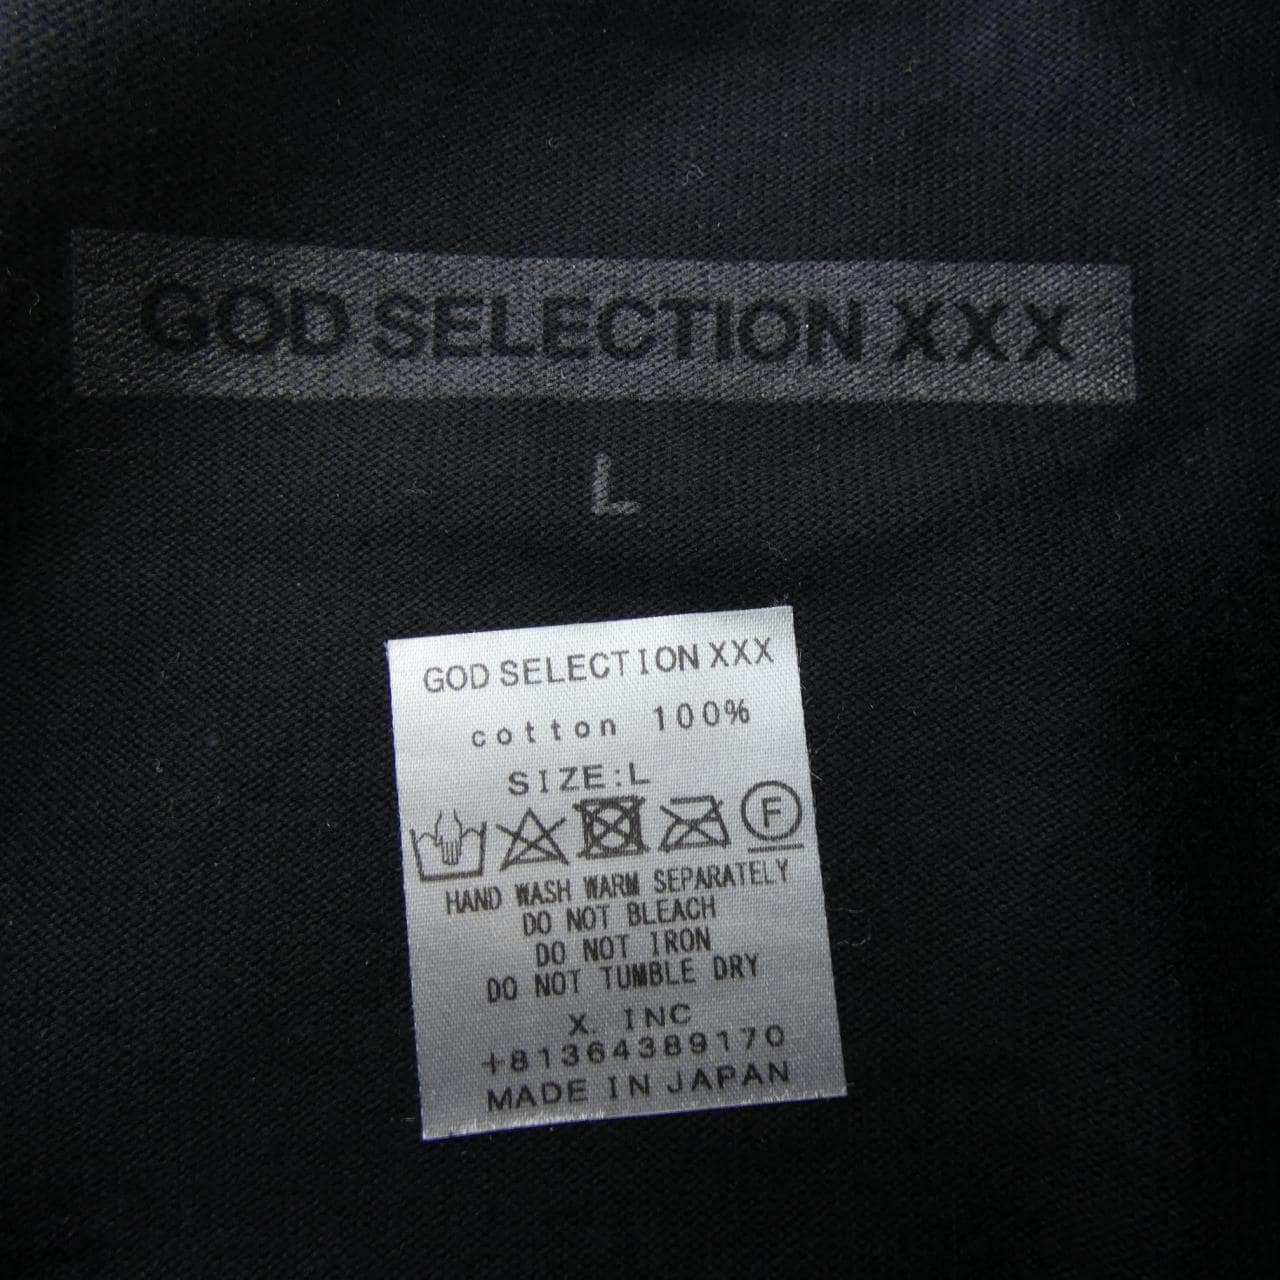 GOD SELECTION XXX
L
GOD SELECTION XXX
cotton 100%
SIZE:L
F
HAND WASH WARM SEPARATELY
DO NOT BLEACH
DO NOT IRON
DO NOT TUMBLE DRY
X. INC
+81364389170
MADE IN JAPAN